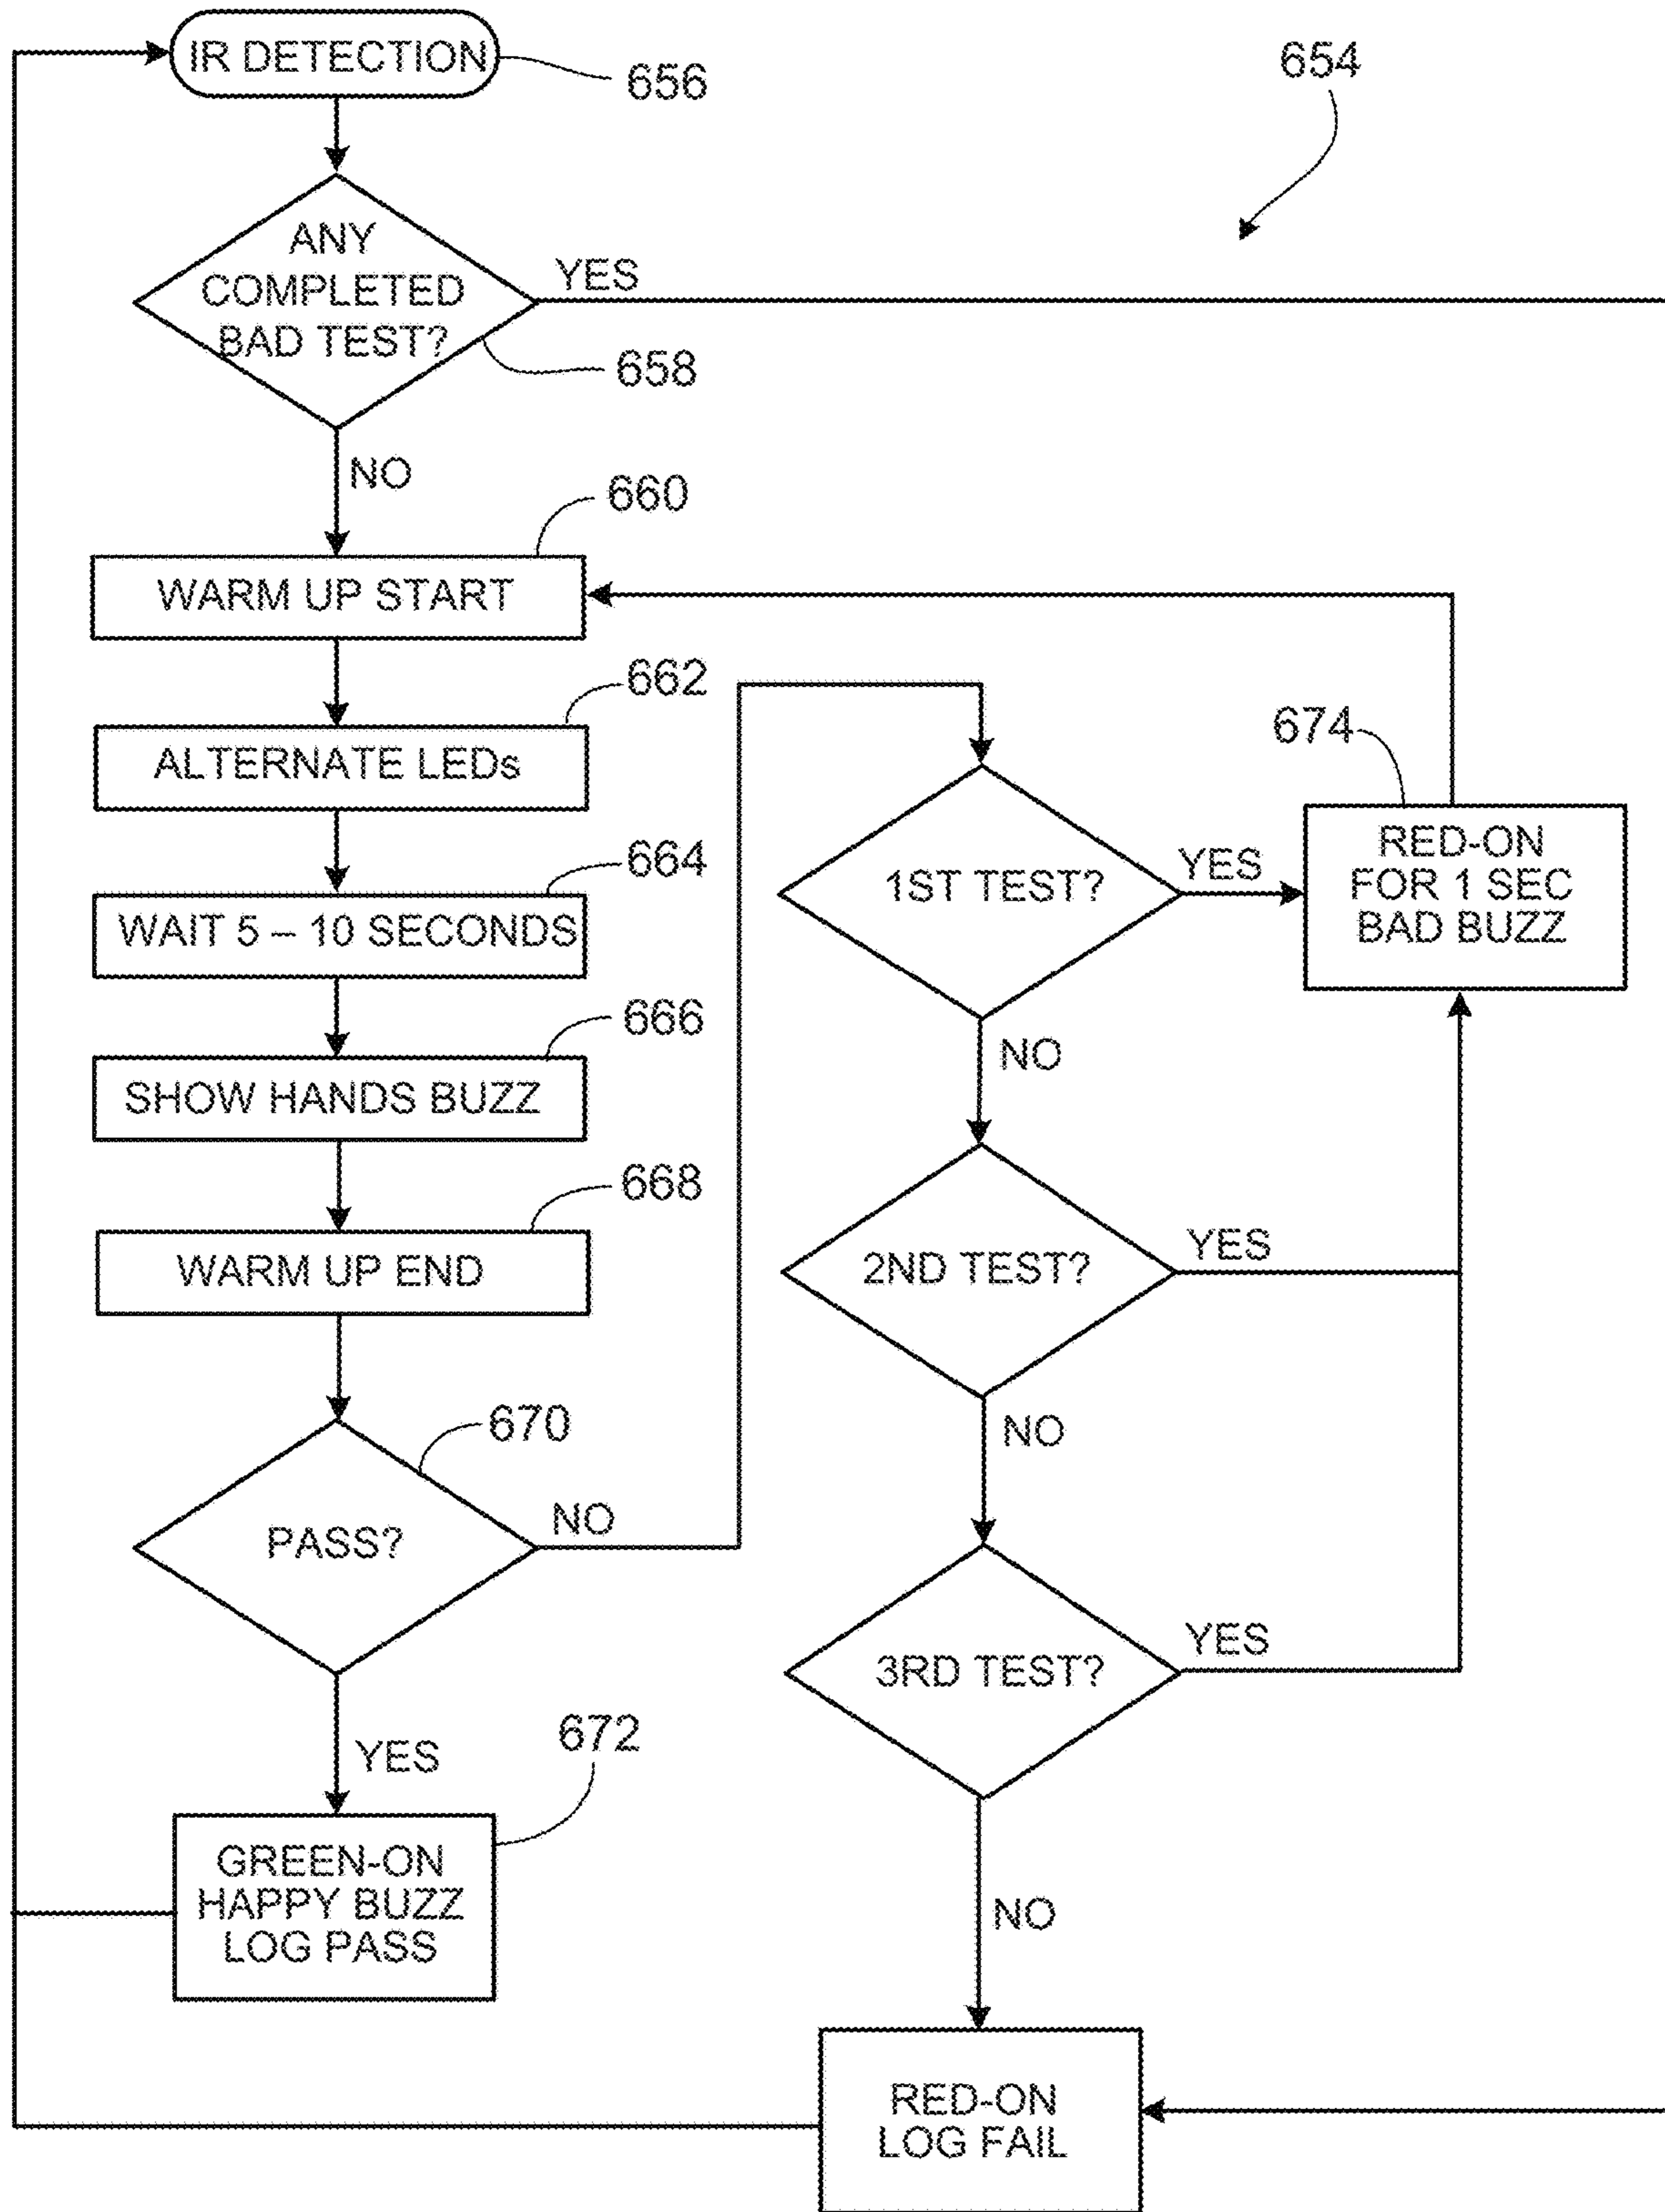 IR DETECTION
656
654
ANY
COMPLETED
BAD TEST?
YES
658
NO
660
WARM UP START
662
ALTERNATE LEDs
664
WAIT 5 – 10 SECONDS
666
SHOW HANDS BUZZ
668
WARM UP END
670
PASS?
NO
YES
672
GREEN-ON
HAPPY BUZZ
LOG PASS
1ST TEST?
YES
674
RED-ON
FOR 1 SEC
BAD BUZZ
NO
2ND TEST?
YES
NO
3RD TEST?
YES
NO
RED-ON
LOG FAIL